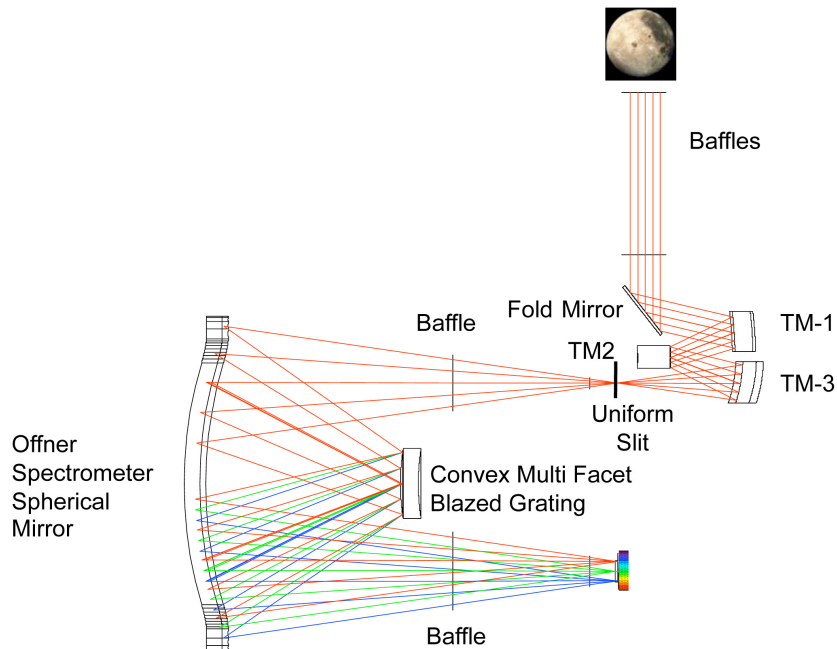 Baffles
Fold Mirror
TM-1
Baffle
TM2
TM-3
Uniform
Slit
Offner
Spectrometer
Spherical
Mirror
Convex Multi Facet
Blazed Grating
Baffle